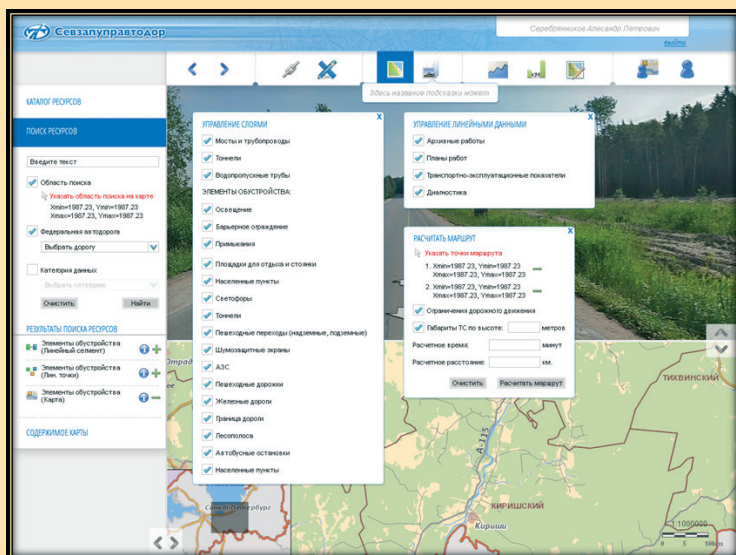 Севзапуправтодор
Серебрянников Алесандр Петрович
выйти
Здесь название подсказки может
КАТАЛОГ РЕСУРСОВ
ПОИСК РЕСУРСОВ
Введите текст
Область поиска
Указать область поиска на карте
Xmin=1987.23, Ymin=1987.23
Xmax=1987.23, Ymax=1987.23
Федеральная автодорога
Выбрать дорогу
Категория данных
Выбрать категорию
Очистить
Найти
РЕЗУЛЬТАТЫ ПОИСКА РЕСУРСОВ
Элементы обустройства
(Линейный сегмент)
Элементы обустройства
(Лин. точки)
Элементы обустройства
(Карта)
СОДЕРЖИМОЕ КАРТЫ
УПРАВЛЕНИЕ СЛОЯМИ
X
Мосты и трубопроводы
Тоннели
Водопропускные трубы
ЭЛЕМЕНТЫ ОБУСТРОЙСТВА:
Освещение
Барьерное ограждение
Примыкания
Площадки для отдыха и стоянки
Населенные пункты
Светофоры
Тоннели
Пешеходные переходы (надземные, подземные)
Шумозащитные экраны
АЗС
Пешеходные дорожки
Железные дороги
Граница дороги
Лесополоса
Автобусные остановки
Населенные пункты
УПРАВЛЕНИЕ ЛИНЕЙНЫМИ ДАННЫМИ
X
Архивные работы
Планы работ
Транспортно-эксплуатационные показатели
Диагностика
РАСЧИТАТЬ МАРШРУТ
X
Указать точки маршрута
1. Xmin=1987.23, Ymin=1987.23
Xmax=1987.23, Ymax=1987.23
2. Xmin=1987.23, Ymin=1987.23
Xmax=1987.23, Ymax=1987.23
Ограничения дорожного движения
Габариты ТС по высоте:
метров
Расчетное время:
минут
Расчетное расстояние:
км.
Очистить
Расчитать маршрут
ТИХВИНСКИЙ
А-115
КИРИШСКИЙ
Кириши
Санкт-Петербург
1:1000000
0 5 10km